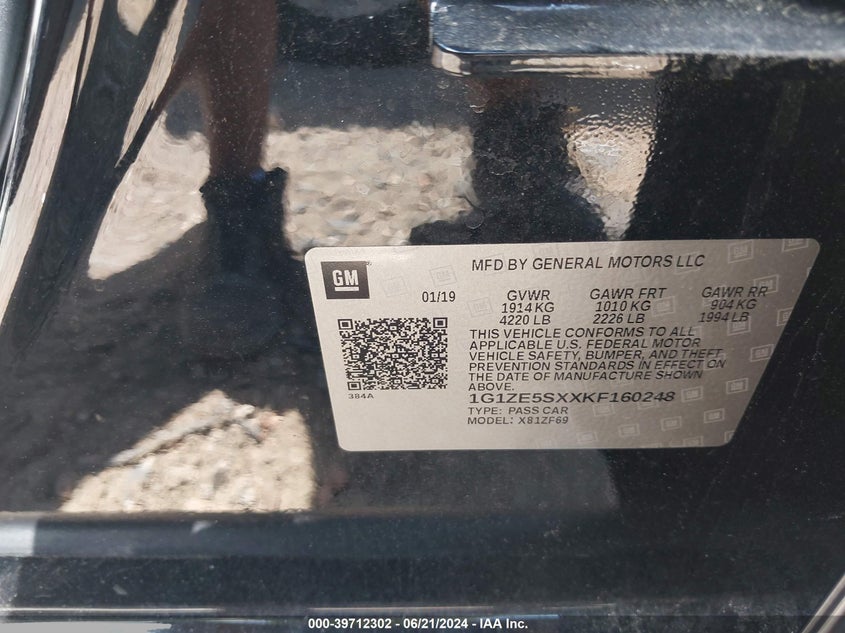 GM
MFD BY GENERAL MOTORS LLC
01/19 GVWR GAWR FRT GAWR RR
1914 KG 1010 KG 904 KG
4220 LB 2226 LB 1994 LB
THIS VEHICLE CONFORMS TO ALL
APPLICABLE U.S. FEDERAL MOTOR
VEHICLE SAFETY, BUMPER, AND THEFT
PREVENTION STANDARDS IN EFFECT ON
THE DATE OF MANUFACTURE SHOWN
ABOVE.
384A
1G1ZE5SXXKF160248
TYPE: PASS CAR
MODEL: X81ZF69
000-39712302 - 06/21/2024 - IAA Inc.